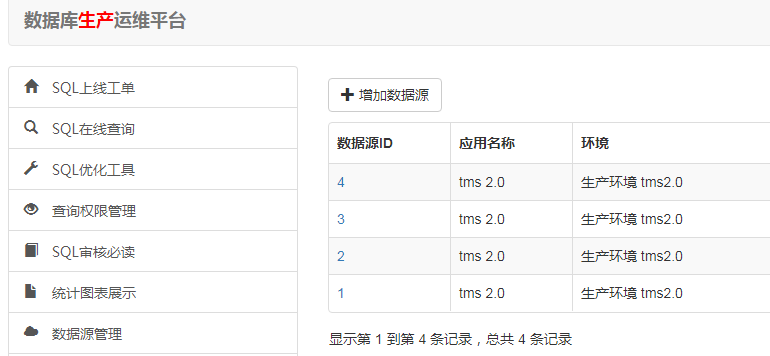 数据库生产运维平台
SQL上线工单
SQL在线查询
SQL优化工具
查询权限管理
SQL审核必读
统计图表展示
数据源管理
增加数据源
数据源ID 应用名称 环境
4 tms 2.0 生产环境 tms2.0
3 tms 2.0 生产环境 tms2.0
2 tms 2.0 生产环境 tms2.0
1 tms 2.0 生产环境 tms2.0
显示第 1 到第 4 条记录，总共 4 条记录